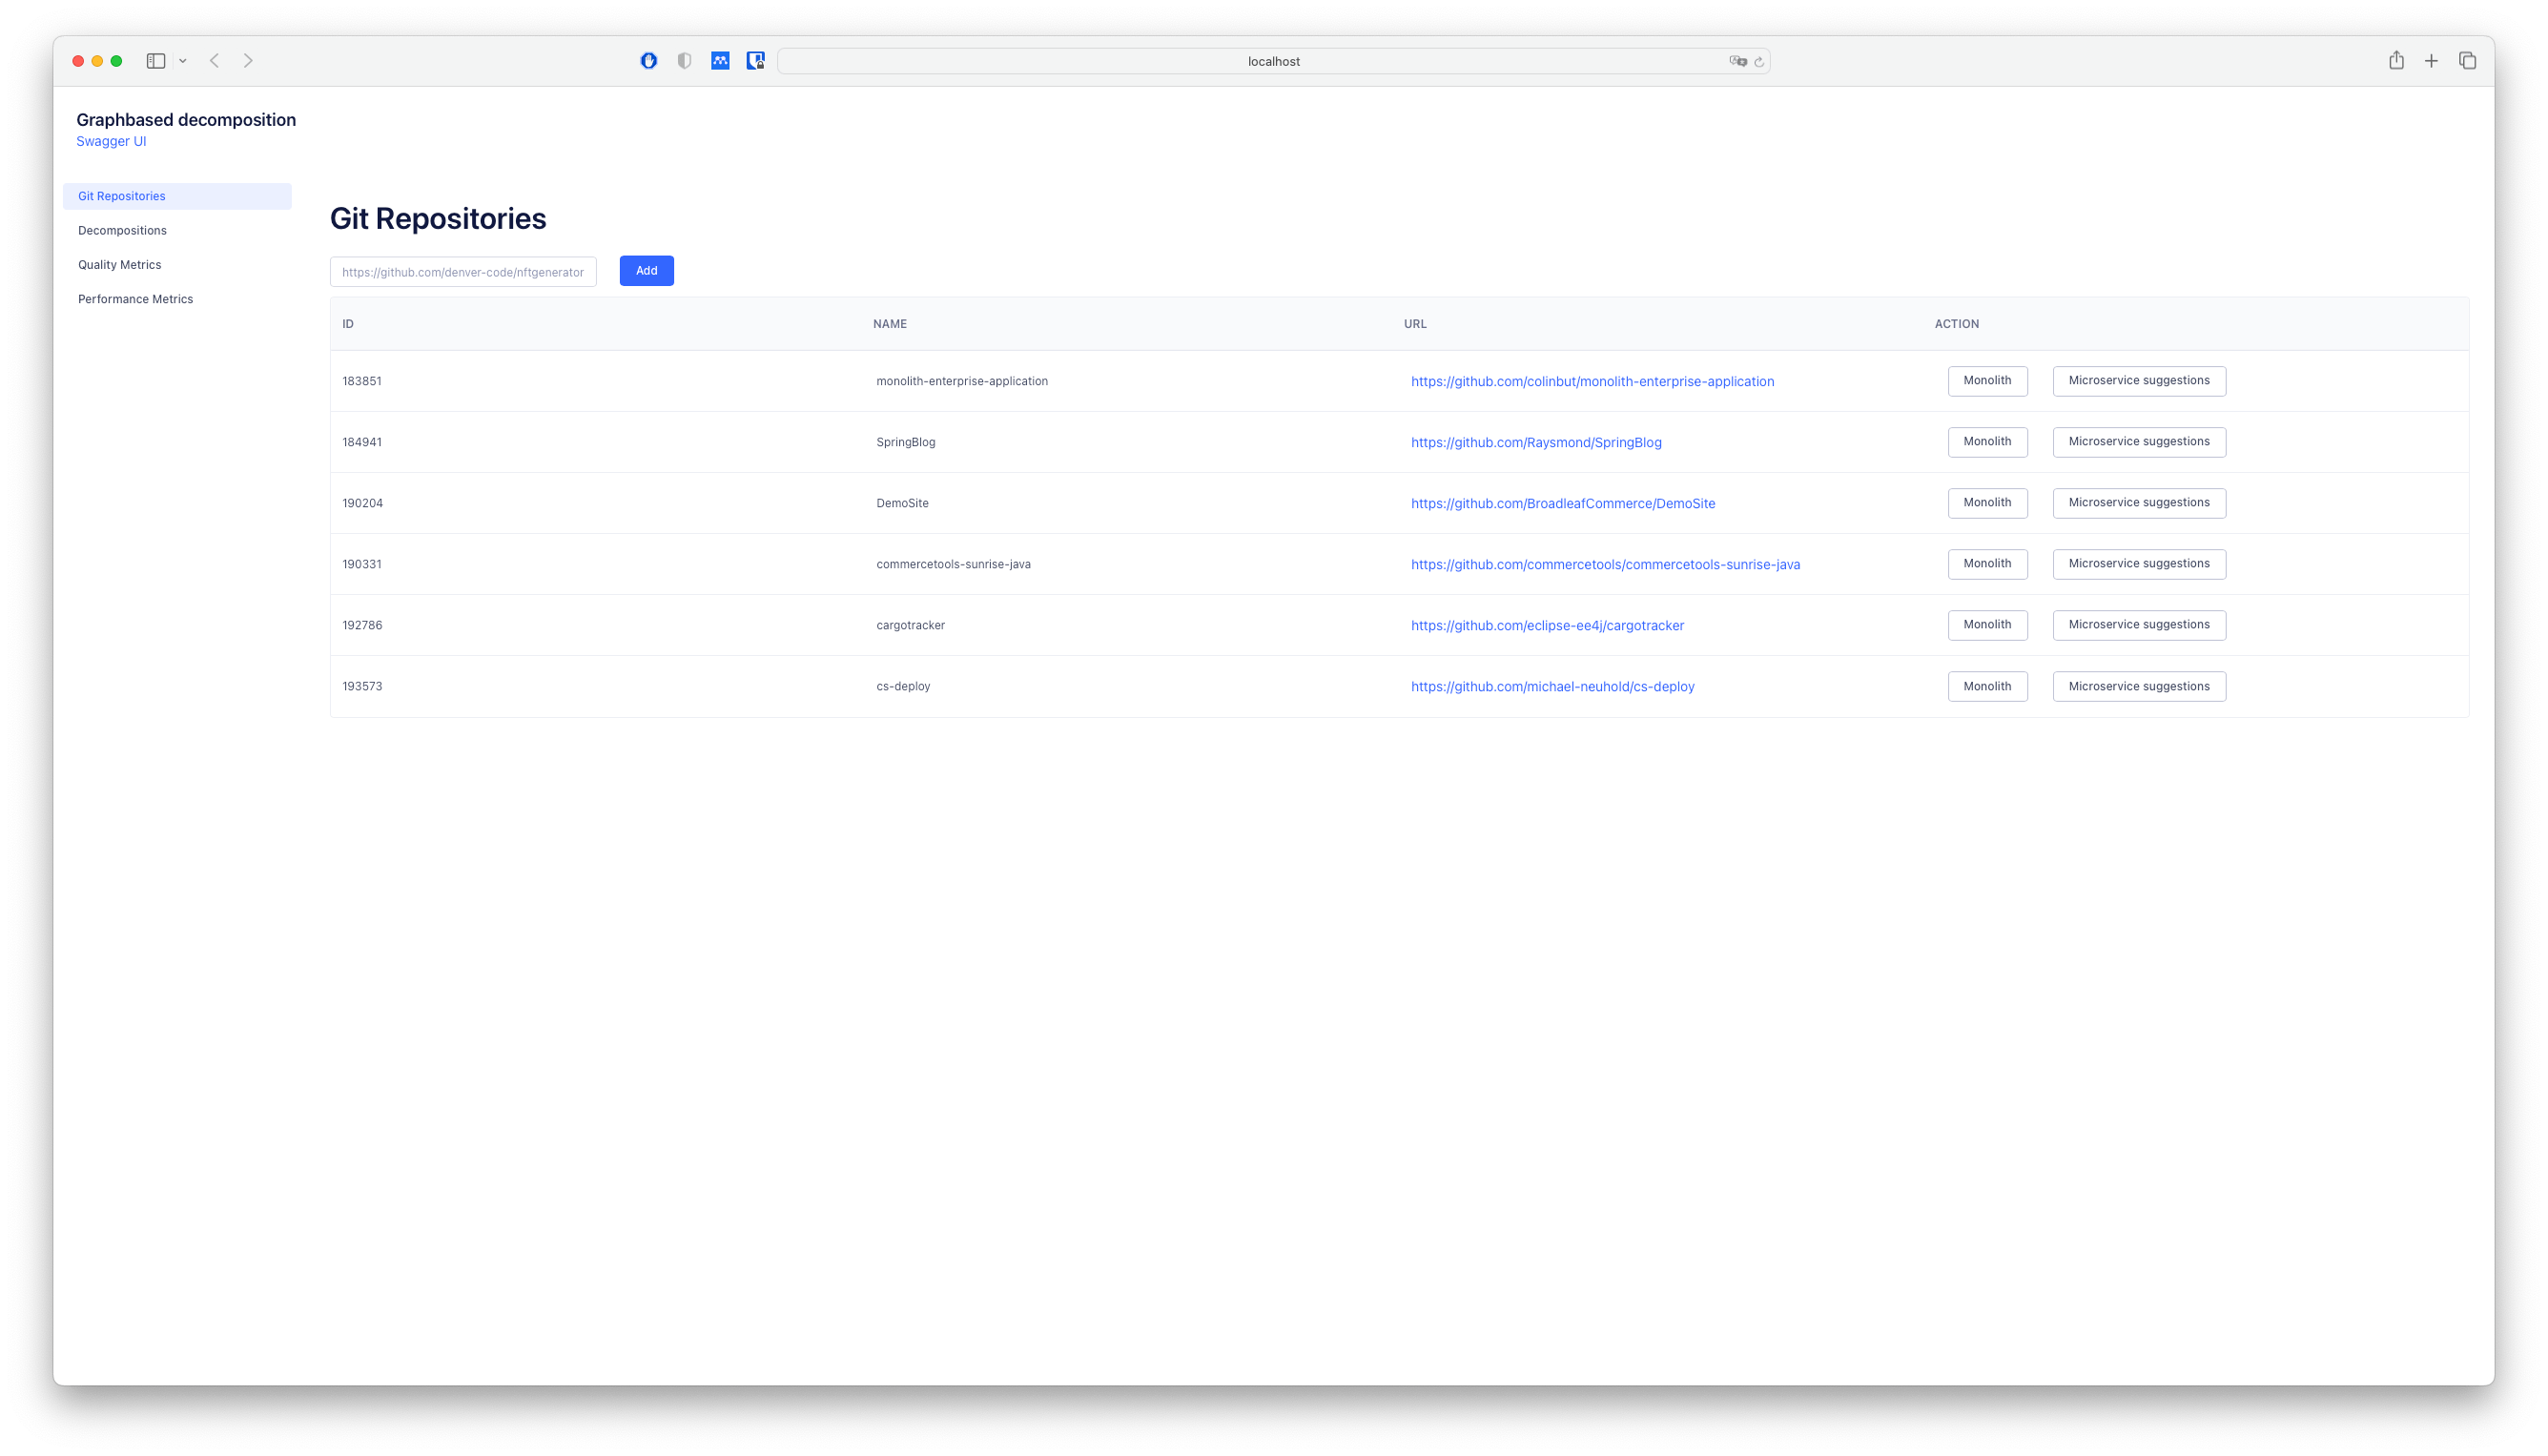 localhost
Graphbased decomposition
Swagger UI
Git Repositories
Decompositions
Quality Metrics
Performance Metrics
Git Repositories
https://github.com/denver-code/nftgenerator Add
ID NAME URL ACTION
183851 monolith-enterprise-application https://github.com/colinbut/monolith-enterprise-application Monolith Microservice suggestions
184941 SpringBlog https://github.com/Raysmond/SpringBlog Monolith Microservice suggestions
190204 DemoSite https://github.com/BroadleafCommerce/DemoSite Monolith Microservice suggestions
190331 commercetools-sunrise-java https://github.com/commercetools/commercetools-sunrise-java Monolith Microservice suggestions
192786 cargotracker https://github.com/eclipse-ee4j/cargotracker Monolith Microservice suggestions
193573 cs-deploy https://github.com/michael-neuhold/cs-deploy Monolith Microservice suggestions